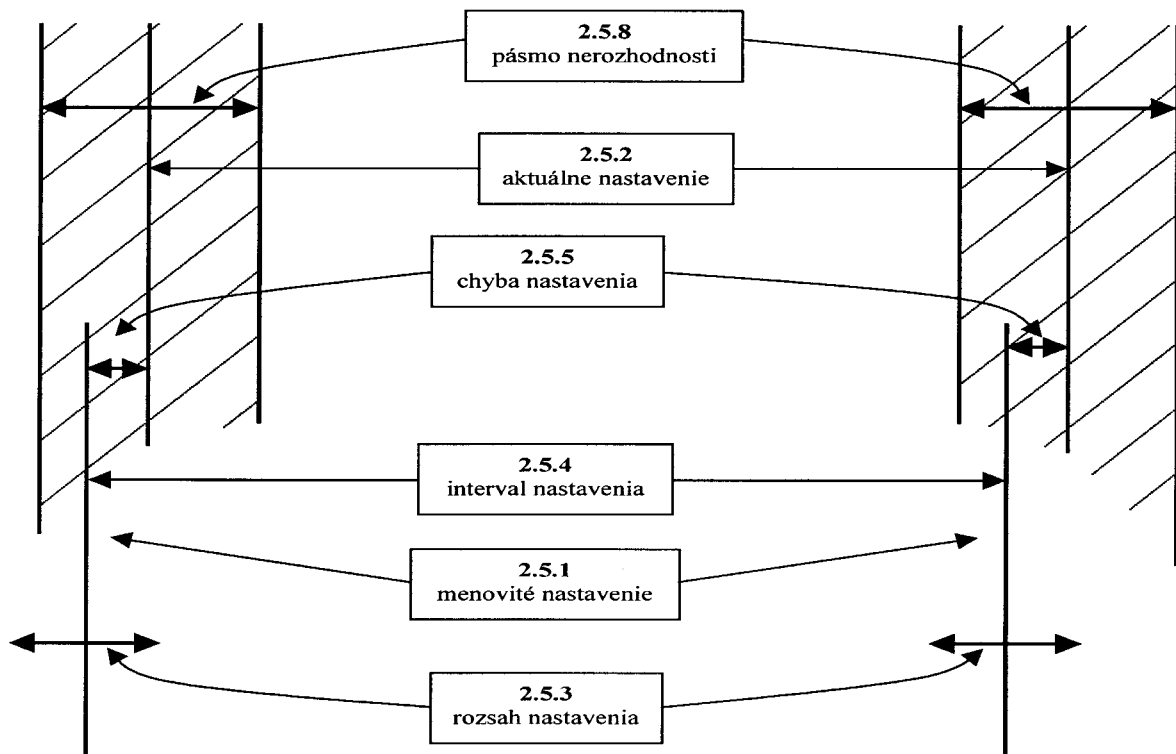 2.5.8
pásmo nerozhodnosti
2.5.2
aktuálne nastavenie
2.5.5
chyba nastavenia
2.5.4
interval nastavenia
2.5.1
menovité nastavenie
2.5.3
rozsah nastavenia